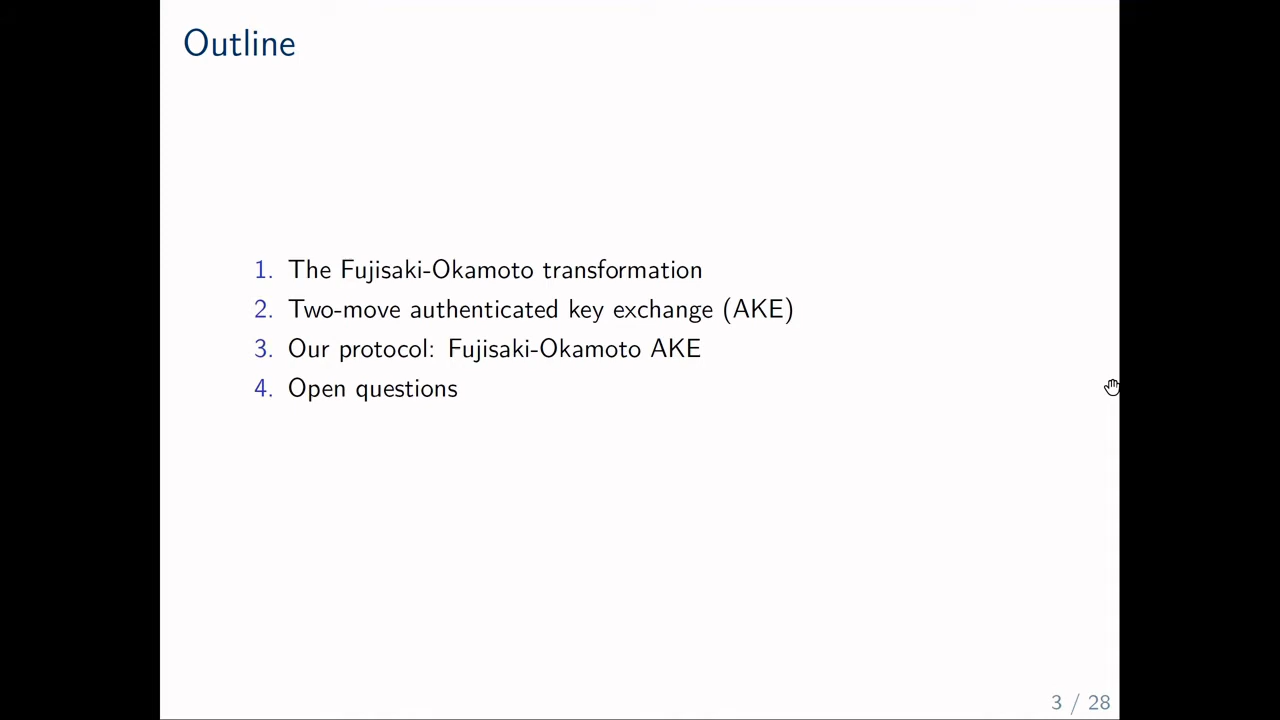 Outline
1. The Fujisaki-Okamoto transformation
2. Two-move authenticated key exchange (AKE)
3. Our protocol: Fujisaki-Okamoto AKE
4. Open questions
3 / 28